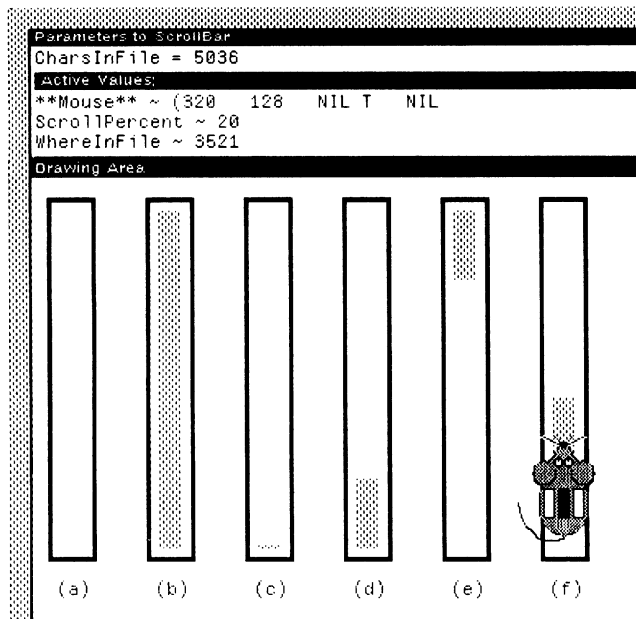 Parameters to ScrollBar
CharsInFile = 5036
Active Values:
**Mouse** ~ (320 128 NIL T NIL
ScrollPercent ~ 20
WhereInFile ~ 3521
Drawing Area
(a) (b) (c) (d) (e) (f)